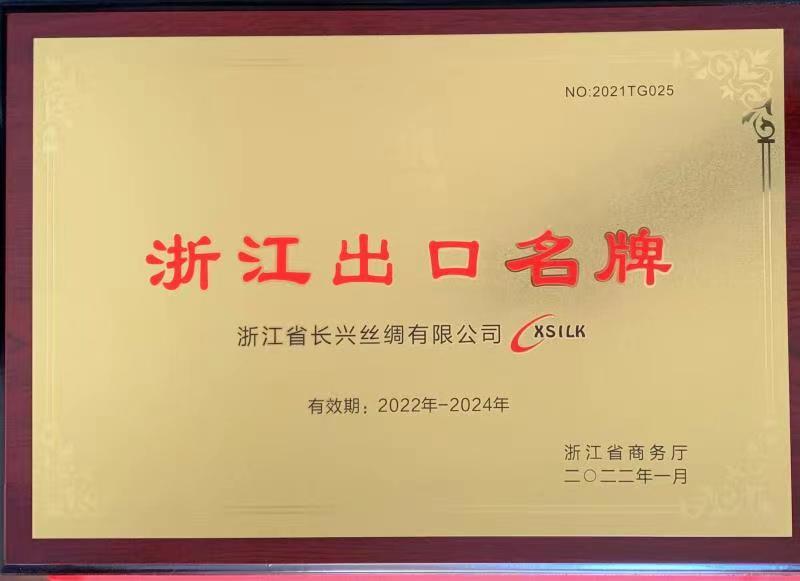 NO:2021TG025
浙江出口名牌
浙江省长兴丝绸有限公司 CXSILK
有效期：2022年-2024年
浙江省商务厅
二〇二二年一月